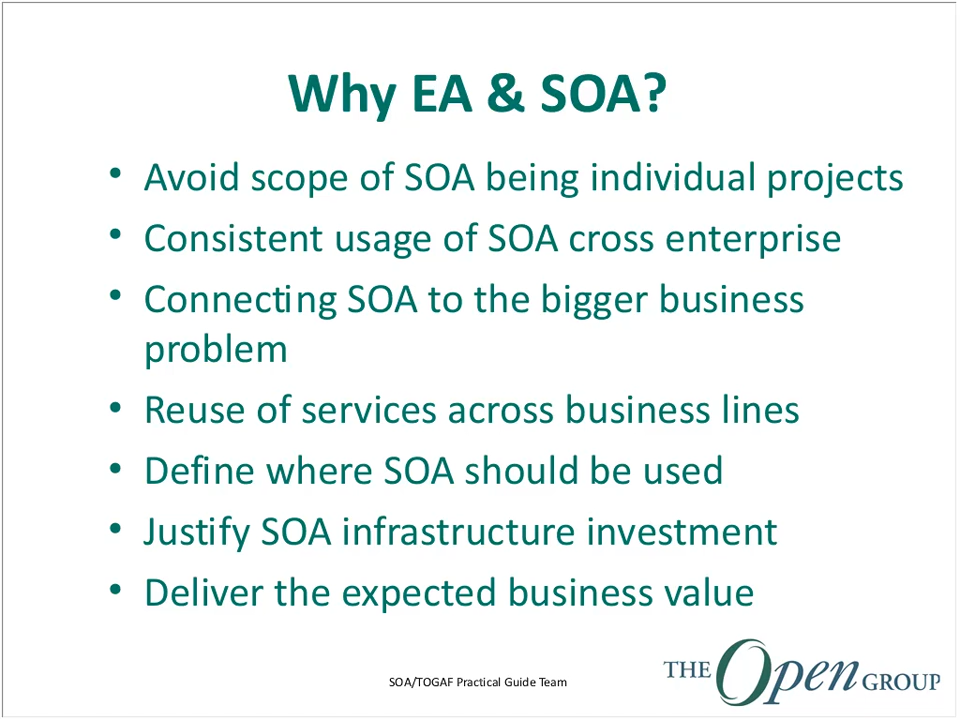 Why EA & SOA?
• Avoid scope of SOA being individual projects
• Consistent usage of SOA cross enterprise
• Connecting SOA to the bigger business
problem
• Reuse of services across business lines
• Define where SOA should be used
• Justify SOA infrastructure investment
• Deliver the expected business value
SOA/TOGAF Practical Guide Team
THE Open GROUP